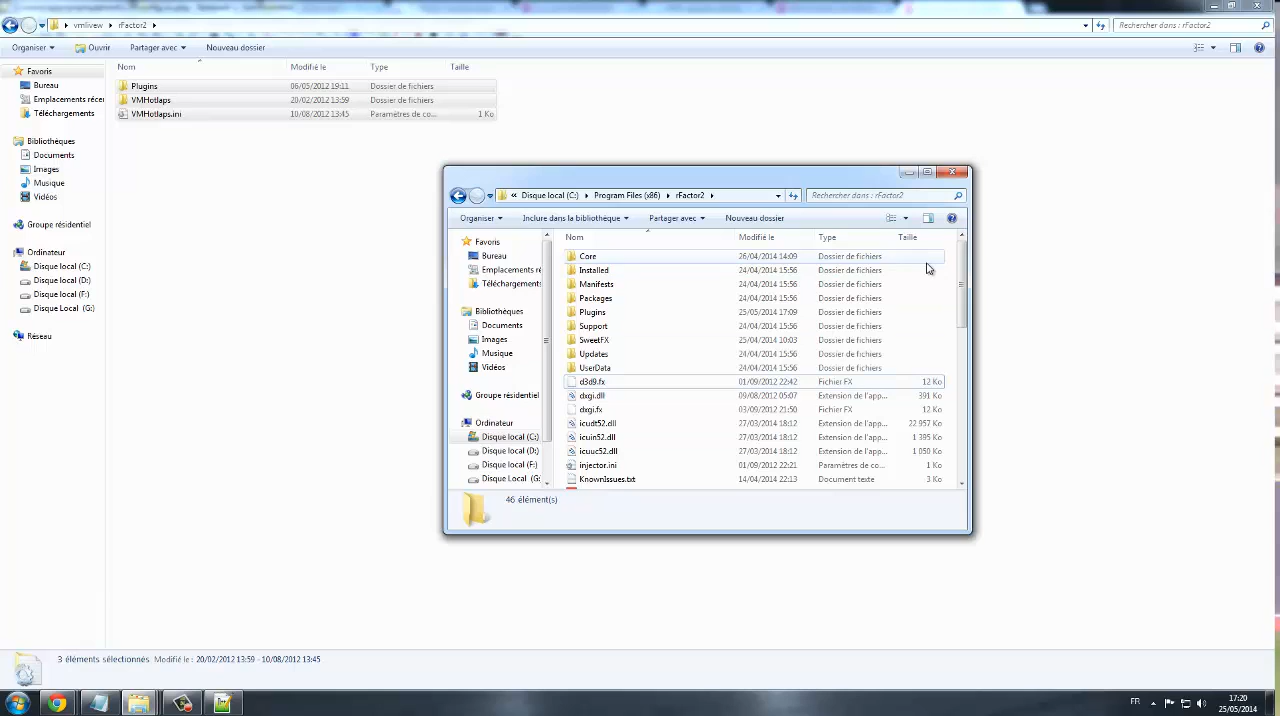 vmlivew rFactor2 Rechercher dans : rFactor2
Organiser Ouvrir Partager avec Nouveau dossier
Nom Modifié le Type Taille
Favoris
Bureau
Emplacements récen
Téléchargements
Bibliothèques
Documents
Images
Musique
Vidéos
Groupe résidentiel
Ordinateur
Disque local (C:)
Disque local (D:)
Disque local (F:)
Disque Local (G:)
Réseau
Plugins 06/05/2012 19:11 Dossier de fichiers
VMHotlaps 20/02/2012 13:59 Dossier de fichiers
VMHotlaps.ini 10/08/2012 13:45 Paramètres de co... 1 Ko
« Disque local (C:) Program Files (x86) rFactor2 Rechercher dans : rFactor2
Organiser Inclure dans la bibliothèque Partager avec Nouveau dossier
Nom Modifié le Type Taille
Favoris
Bureau
Emplacements ré
Téléchargements
Bibliothèques
Documents
Images
Musique
Vidéos
Groupe résidentiel
Ordinateur
Disque local (C:)
Disque local (D:)
Disque local (F:)
Disque Local (G:
Core 26/04/2014 14:09 Dossier de fichiers
Installed 24/04/2014 15:56 Dossier de fichiers
Manifests 24/04/2014 15:56 Dossier de fichiers
Packages 24/04/2014 15:56 Dossier de fichiers
Plugins 25/05/2014 17:09 Dossier de fichiers
Support 24/04/2014 15:56 Dossier de fichiers
SweetFX 25/04/2014 10:03 Dossier de fichiers
Updates 24/04/2014 15:56 Dossier de fichiers
UserData 24/04/2014 15:56 Dossier de fichiers
d3d9.fx 01/09/2012 22:42 Fichier FX 12 Ko
dxgi.dll 09/08/2012 05:07 Extension de l'app... 391 Ko
dxgi.fx 03/09/2012 21:50 Fichier FX 12 Ko
icudt52.dll 27/03/2014 18:12 Extension de l'app... 22 957 Ko
icuin52.dll 27/03/2014 18:12 Extension de l'app... 1 395 Ko
icuuc52.dll 27/03/2014 18:12 Extension de l'app... 1 050 Ko
injector.ini 01/09/2012 22:21 Paramètres de co... 1 Ko
KnownIssues.txt 14/04/2014 22:13 Document texte 3 Ko
46 élément(s)
3 éléments sélectionnés Modifié le : 20/02/2012 13:59 - 10/08/2012 13:45
FR 17:20
25/05/2014